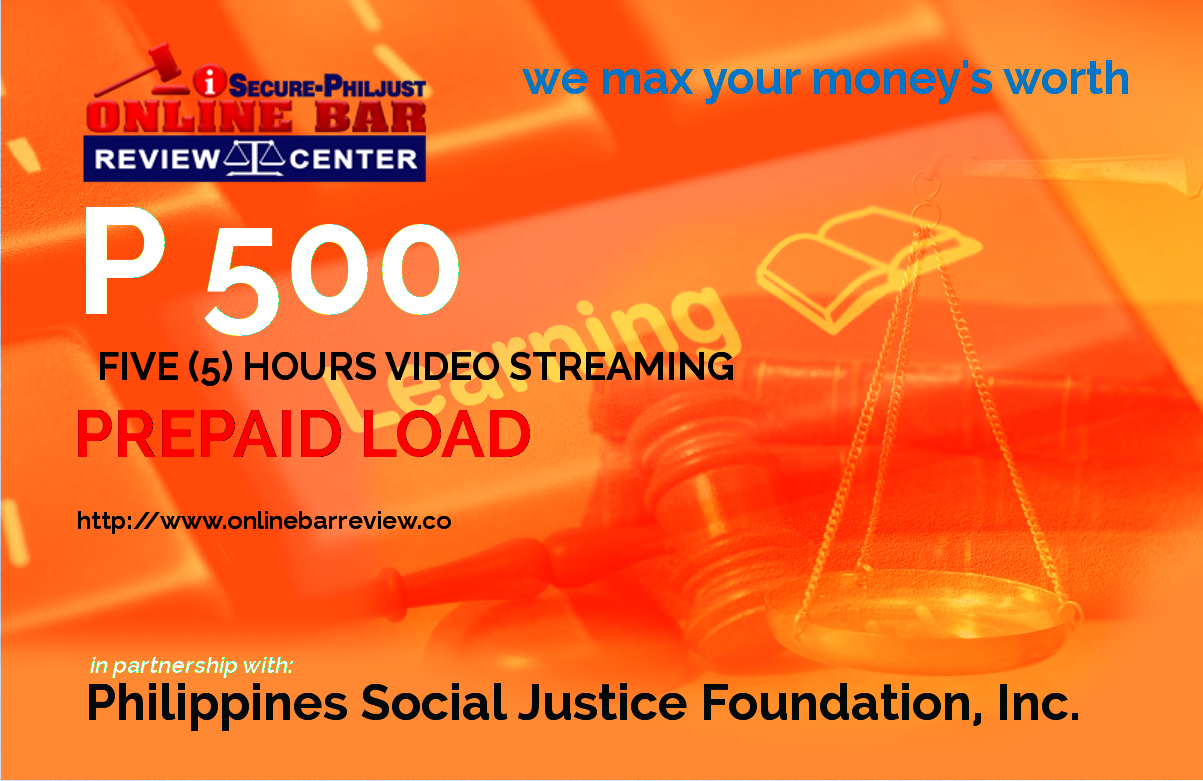 i SECURE-PHILJUST
ONLINE BAR
REVIEW CENTER
we max your money's worth
P 500
Learning
FIVE (5) HOURS VIDEO STREAMING
PREPAID LOAD
http://www.onlinebarreview.co
in partnership with:
Philippines Social Justice Foundation, Inc.